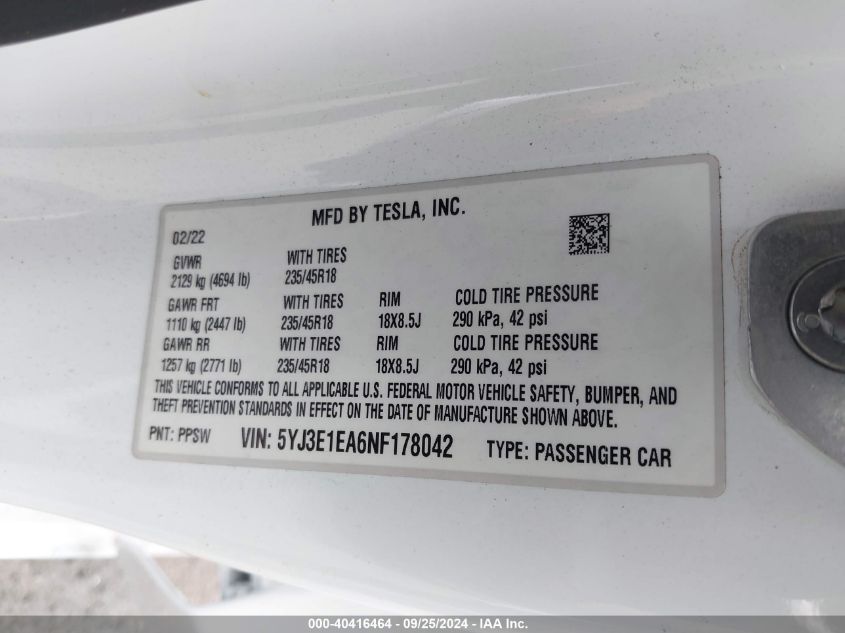 MFD BY TESLA, INC.
02/22
GVWR WITH TIRES
2129 kg (4694 lb) 235/45R18
GAWR FRT WITH TIRES RIM COLD TIRE PRESSURE
1110 kg (2447 lb) 235/45R18 18X8.5J 290 kPa, 42 psi
GAWR RR WITH TIRES RIM COLD TIRE PRESSURE
1257 kg (2771 lb) 235/45R18 18X8.5J 290 kPa, 42 psi
THIS VEHICLE CONFORMS TO ALL APPLICABLE U.S. FEDERAL MOTOR VEHICLE SAFETY, BUMPER, AND
THEFT PREVENTION STANDARDS IN EFFECT ON THE DATE OF MANUFACTURE SHOWN ABOVE.
PNT: PPSW VIN: 5YJ3E1EA6NF178042 TYPE: PASSENGER CAR
000-40416464 - 09/25/2024 - IAA Inc.